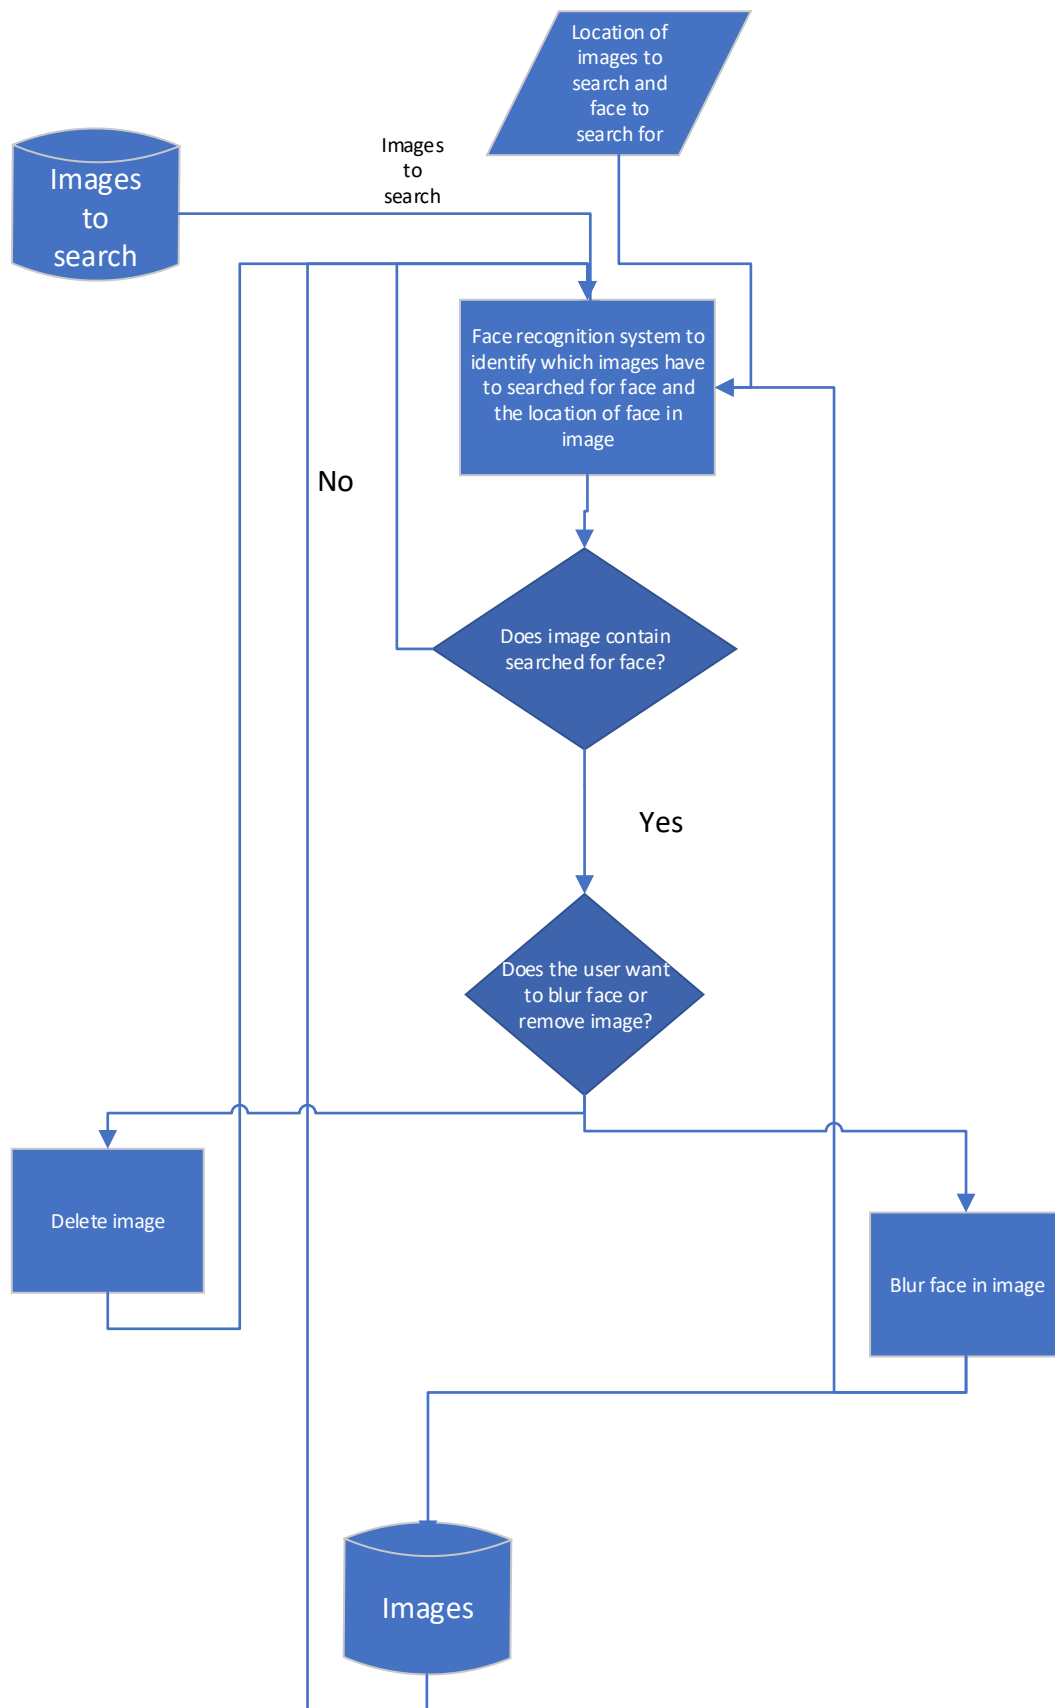 Location of
images to
search and
face to
search for
Images
to
search
Images
to
search
Face recognition system to
identify which images have
to searched for face and
the location of face in
image
No
Does image contain
searched for face?
Yes
Does the user want
to blur face or
remove image?
Delete image
Blur face in image
Images